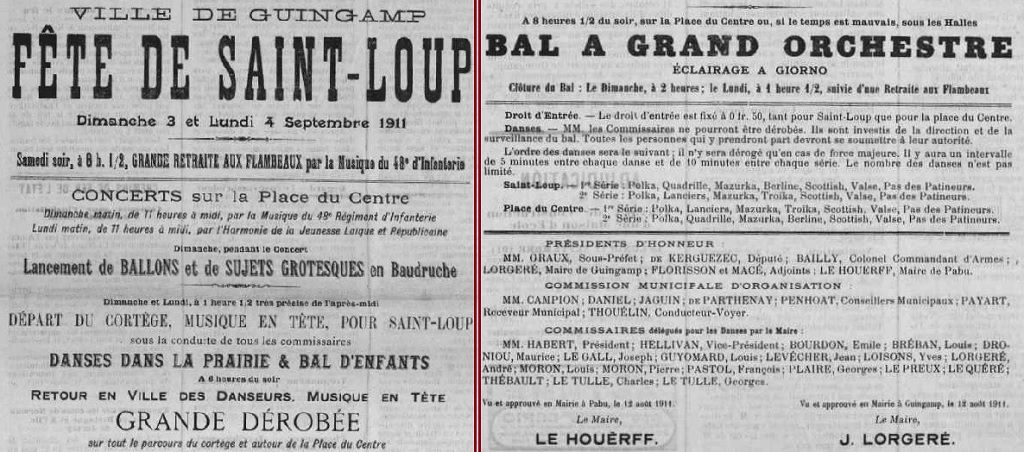 VILLE DE GUINGAMP
FÊTE DE SAINT-LOUP
Dimanche 3 et Lundi 4 Septembre 1911
Samedi soir, à 8 h. 1/2, GRANDE RETRAITE AUX FLAMBEAUX par la Musique du 48e d'Infanterie
CONCERTS sur la Place du Centre
Dimanche matin, de 11 heures à midi, par la Musique du 48e Régiment d'Infanterie
Lundi matin, de 11 heures à midi, par l'Harmonie de la Jeunesse Laïque et Républicaine
Dimanche, pendant le Concert
Lancement de BALLONS et de SUJETS GROTESQUES en Baudruche
Dimanche et Lundi, à 1 heure 1/2 très précise de l'après-midi
DÉPART DU CORTÈGE, MUSIQUE EN TÊTE, POUR SAINT-LOUP
sous la conduite de tous les commissaires
DANSES DANS LA PRAIRIE & BAL D'ENFANTS
A 6 heures du soir
RETOUR EN VILLE DES DANSEURS, MUSIQUE EN TÊTE
GRANDE DÉROBÉE
sur tout le parcours du cortège et autour de la Place du Centre
A 8 heures 1/2 du soir, sur la Place du Centre ou, si le temps est mauvais, sous les Halles
BAL A GRAND ORCHESTRE
ÉCLAIRAGE A GIORNO
Clôture du Bal : Le Dimanche, à 2 heures ; le Lundi, à 1 heure 1/2, suivie d'une Retraite aux Flambeaux
Droit d'Entrée. — Le droit d'entrée est fixé à 0 fr. 50, tant pour Saint-Loup que pour la place du Centre.
Danses. — MM. les Commissaires ne pourront être dérobés. Ils sont investis de la direction et de la
surveillance du bal. Toutes les personnes qui y prendront part devront se soumettre à leur autorité.
L'ordre des danses sera le suivant ; il n'y sera dérogé qu'en cas de force majeure. Il y aura un intervalle
de 5 minutes entre chaque danse et de 10 minutes entre chaque série. Le nombre des danses n'est pas
limité.
Saint-Loup. — 1re Série : Polka, Quadrille, Mazurka, Berline, Scottish, Valse, Pas des Patineurs.
2e Série : Polka, Lanciers, Mazurka, Troïka, Scottish, Valse, Pas des Patineurs.
Place du Centre. — 1re Série : Polka, Lanciers, Mazurka, Troïka, Scottish, Valse, Pas des Patineurs.
2e Série : Polka, Quadrille, Mazurka, Berline, Scottish, Valse, Pas des Patineurs.
PRÉSIDENTS D'HONNEUR :
MM. GRAUX, Sous-Préfet ; DE KERGUEZEC, Député ; BAILLY, Colonel Commandant d'Armes ;
LORGERÉ, Maire de Guingamp ; FLORISSON et MACÉ, Adjoints ; LE HOUERFF, Maire de Pabu.
COMMISSION MUNICIPALE D'ORGANISATION :
MM. CAMPION ; DANIEL ; JAGUIN ; DE PARTHENAY ; PENHOAT, Conseillers Municipaux ; PAYART,
Receveur Municipal ; THOUÉLIN, Conducteur-Voyer.
COMMISSAIRES délégués pour les Danses par le Maire :
MM. HABERT, Président ; HELLIVAN, Vice-Président ; BOURDON, Emile ; BRÉBAN, Louis ; DRO-
NIOU, Maurice ; LE GALL, Joseph ; GUYOMARD, Louis ; LEVÉCHER, Jean ; LOISONS, Yves ; LORGERÉ,
André ; MORON, Louis ; MORON, Pierre ; PASTOL, François ; PLAIRE, Georges ; LE PREUX ; LE QUÉRÉ ;
THÉBAULT ; LE TULLE, Charles ; LE TULLE, Georges.
Vu et approuvé en Mairie à Pabu, le 12 août 1911.
Le Maire,
LE HOUËRFF.
Vu et approuvé en Mairie à Guingamp, le 12 août 1911.
Le Maire,
J. LORGERÉ.